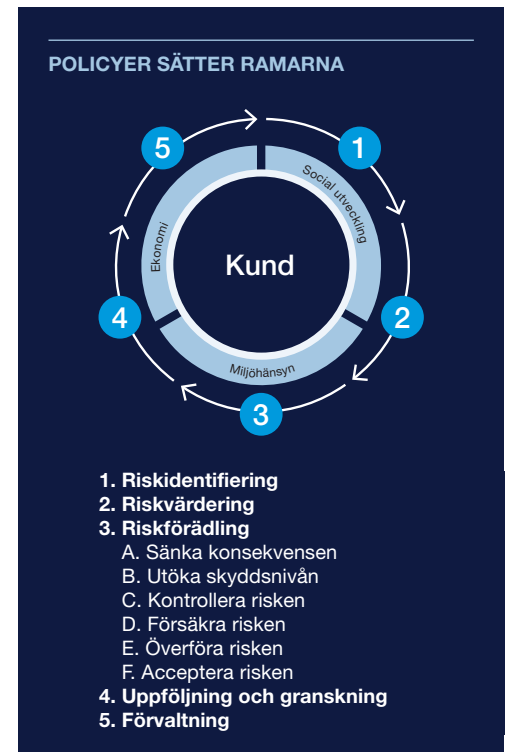 POLICYER SÄTTER RAMARNA
5
1
Social utveckling
Ekonomi
Kund
4
2
Miljöhänsyn
3
1. Riskidentifiering
2. Riskvärdering
3. Riskförädling
A. Sänka konsekvensen
B. Utöka skyddsnivån
C. Kontrollera risken
D. Försäkra risken
E. Överföra risken
F. Acceptera risken
4. Uppföljning och granskning
5. Förvaltning